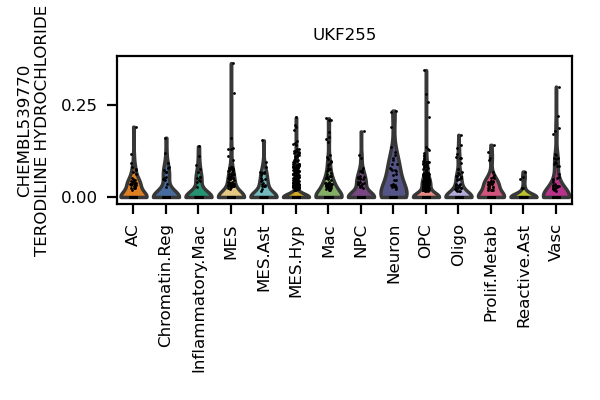 UKF255
CHEMBL539770
TERODILINE HYDROCHLORIDE
0.25
0.00
AC
Chromatin.Reg
Inflammatory.Mac
MES
MES.Ast
MES.Hyp
Mac
NPC
Neuron
OPC
Oligo
Prolif.Metab
Reactive.Ast
Vasc